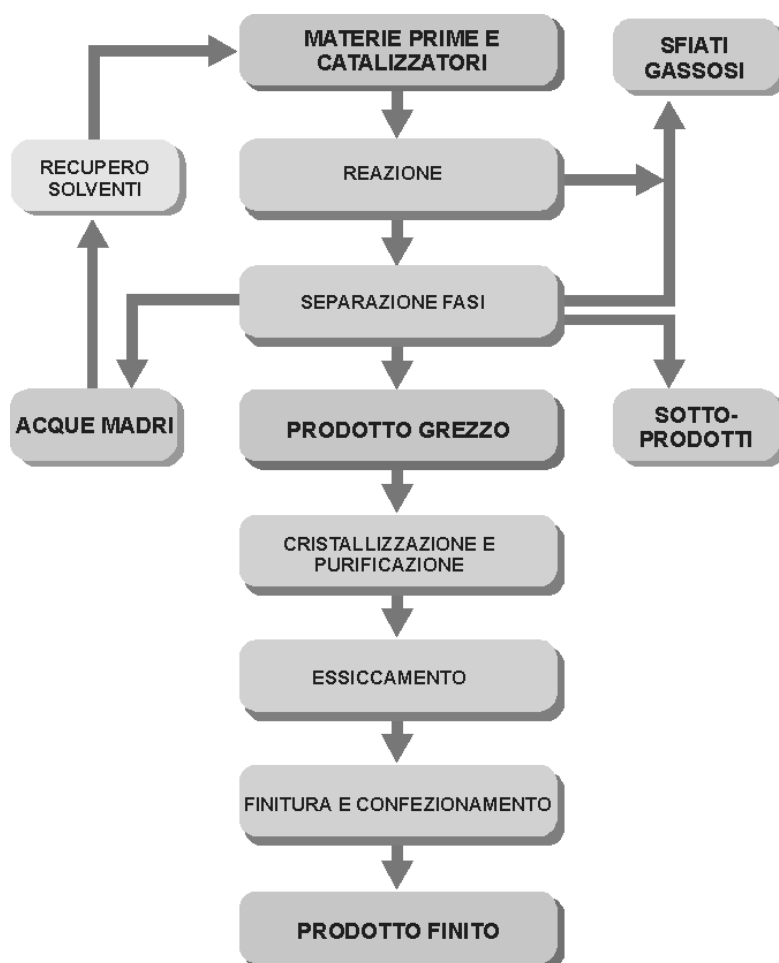 MATERIE PRIME E
CATALIZZATORI
SFIATI
GASSOSI
RECUPERO
SOLVENTI
REAZIONE
SEPARAZIONE FASI
ACQUE MADRI
PRODOTTO GREZZO
SOTTO-
PRODOTTI
CRISTALLIZZAZIONE E
PURIFICAZIONE
ESSICCAMENTO
FINITURA E CONFEZIONAMENTO
PRODOTTO FINITO